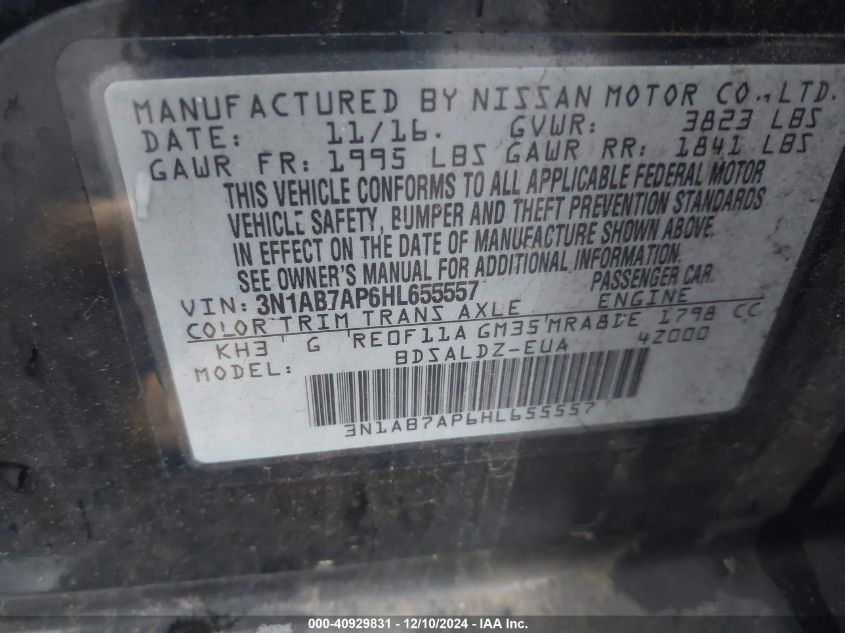 MANUFACTURED BY NISSAN MOTOR CO., LTD.
DATE: 11/16. GVWR: 3823 LBS
GAWR FR: 1995 LBS GAWR RR: 1841 LBS
THIS VEHICLE CONFORMS TO ALL APPLICABLE FEDERAL MOTOR
VEHICLE SAFETY, BUMPER AND THEFT PREVENTION STANDARDS
IN EFFECT ON THE DATE OF MANUFACTURE SHOWN ABOVE.
SEE OWNER'S MANUAL FOR ADDITIONAL INFORMATION.
VIN: 3N1AB7AP6HL655557 PASSENGER CAR.
COLOR TRIM TRANS AXLE ENGINE
KH3 G RE0F11A GM35 MRA8DE 1798 CC
MODEL: BDSALDZ-EUA 4Z000
3N1AB7AP6HL655557
000-40929831 - 12/10/2024 - IAAI Inc.